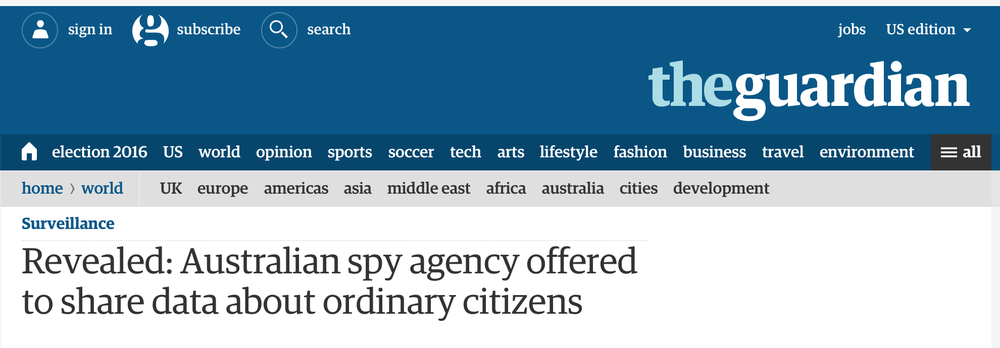 sign in subscribe search jobs US edition
theguardian
election 2016 US world opinion sports soccer tech arts lifestyle fashion business travel environment all
home › world UK europe americas asia middle east africa australia cities development
Surveillance
Revealed: Australian spy agency offered
to share data about ordinary citizens